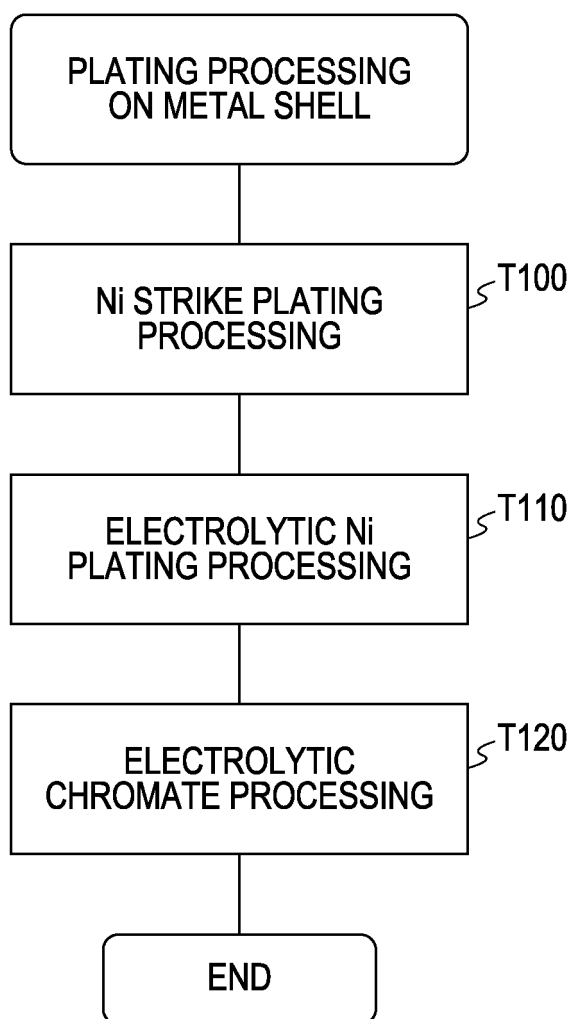 PLATING PROCESSING
ON METAL SHELL
Ni STRIKE PLATING
PROCESSING
T100
ELECTROLYTIC Ni
PLATING PROCESSING
T110
ELECTROLYTIC
CHROMATE PROCESSING
T120
END